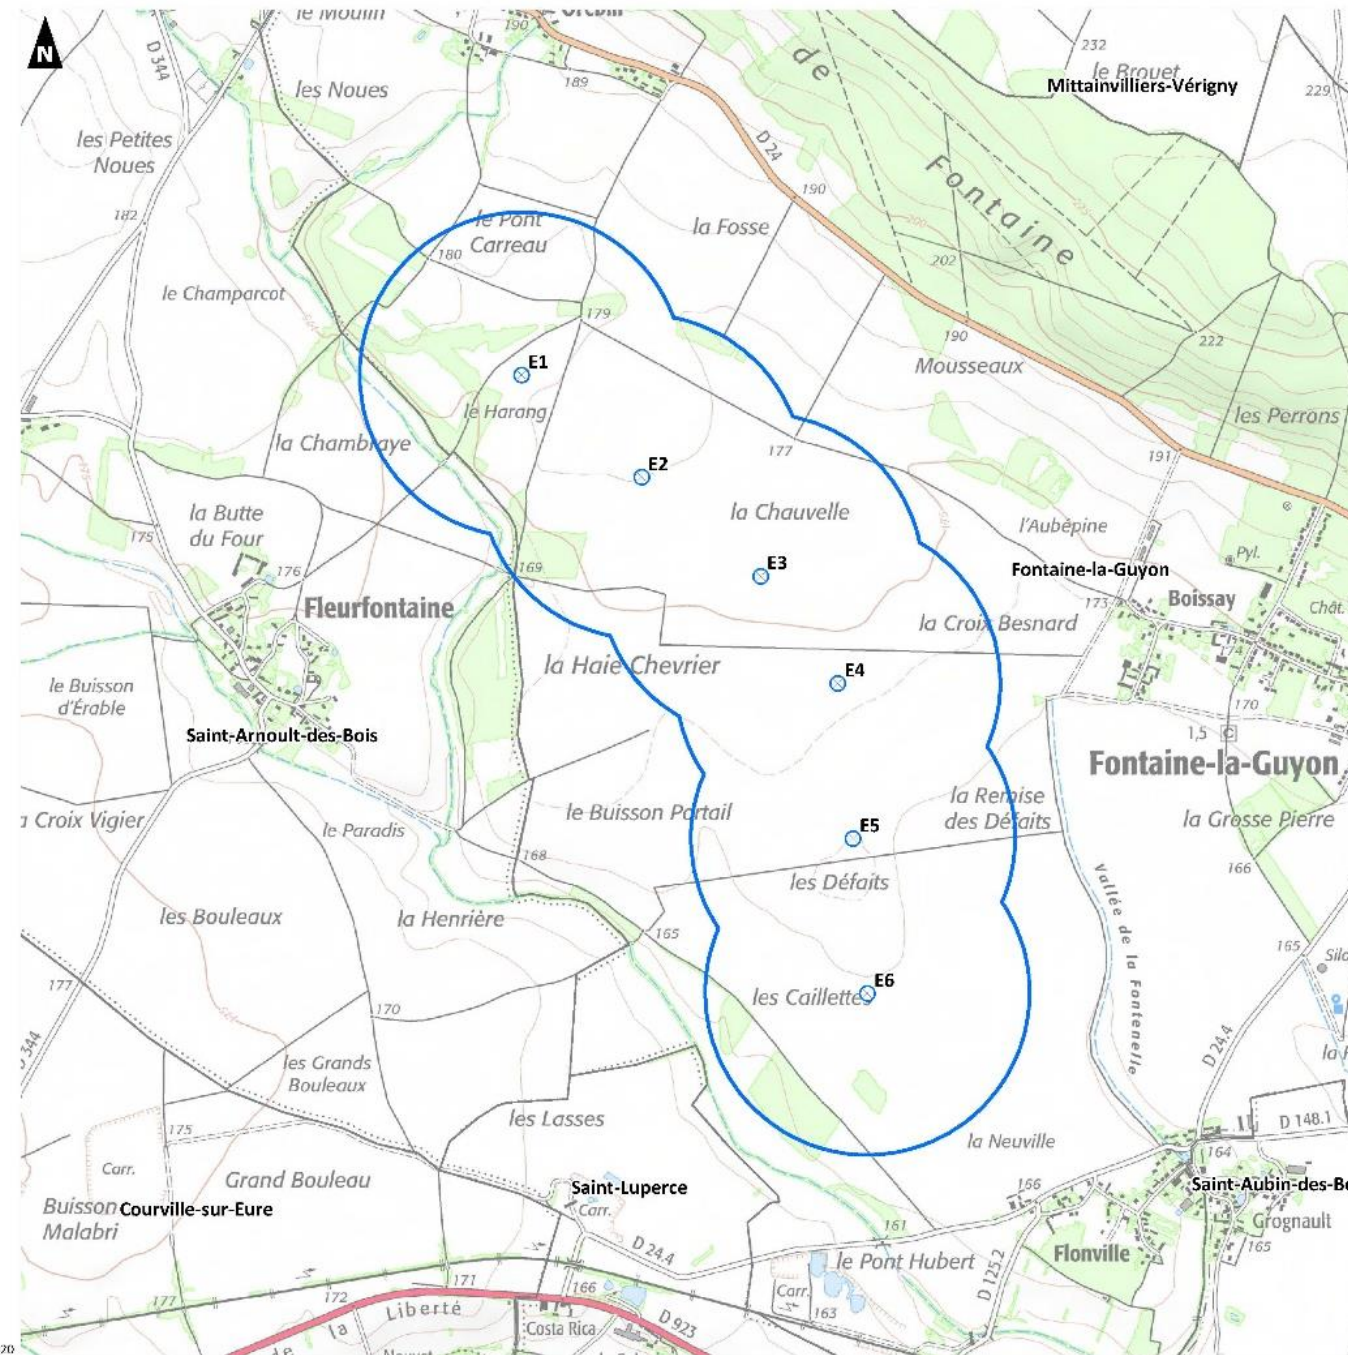 le Moulin
190
N
D 344
les Noues
189
de
232
le Brouet
Mittainvilliers-Vérigny
229
les Petites
Noues
D 24
Fontaine
225
182
190
le Pont
Carreau
la Fosse
180
202
le Champarcot
179
190
222
E1
Mousseaux
le Harang
les Perrons
la Chambraye
177
191
E2
la Butte
du Four
la Chauvelle
l'Aubépine
175
Pyl.
169
E3
Fontaine-la-Guyon
176
Boissay
173
Fleurfontaine
Chât.
la Croix Besnard
la Haie Chevrier
E4
le Buisson
d'Érable
170
Saint-Arnoult-des-Bois
1,5
C
Fontaine-la-Guyon
la Remise
des Défaits
le Buisson Portail
la Grosse Pierre
Croix Vigier
le Paradis
E5
168
166
les Défaits
Vallée de la Fontenelle
les Bouleaux
la Henrière
165
165
177
E6
les Caillettes
170
344
D 24.4
les Grands
Bouleaux
les Lasses
D 148.1
175
la Neuville
164
Carr.
Grand Bouleau
Saint-Luperce
166
Saint-Aubin-des-Bo
Buisson
Malabri
Courville-sur-Eure
Carr.
Grognault
161
165
D 24.4
Flonville
le Pont Hubert
D 125.2
171
166
Carr.
177
172
la Liberté
163
Costa Rica
D 923
de
20